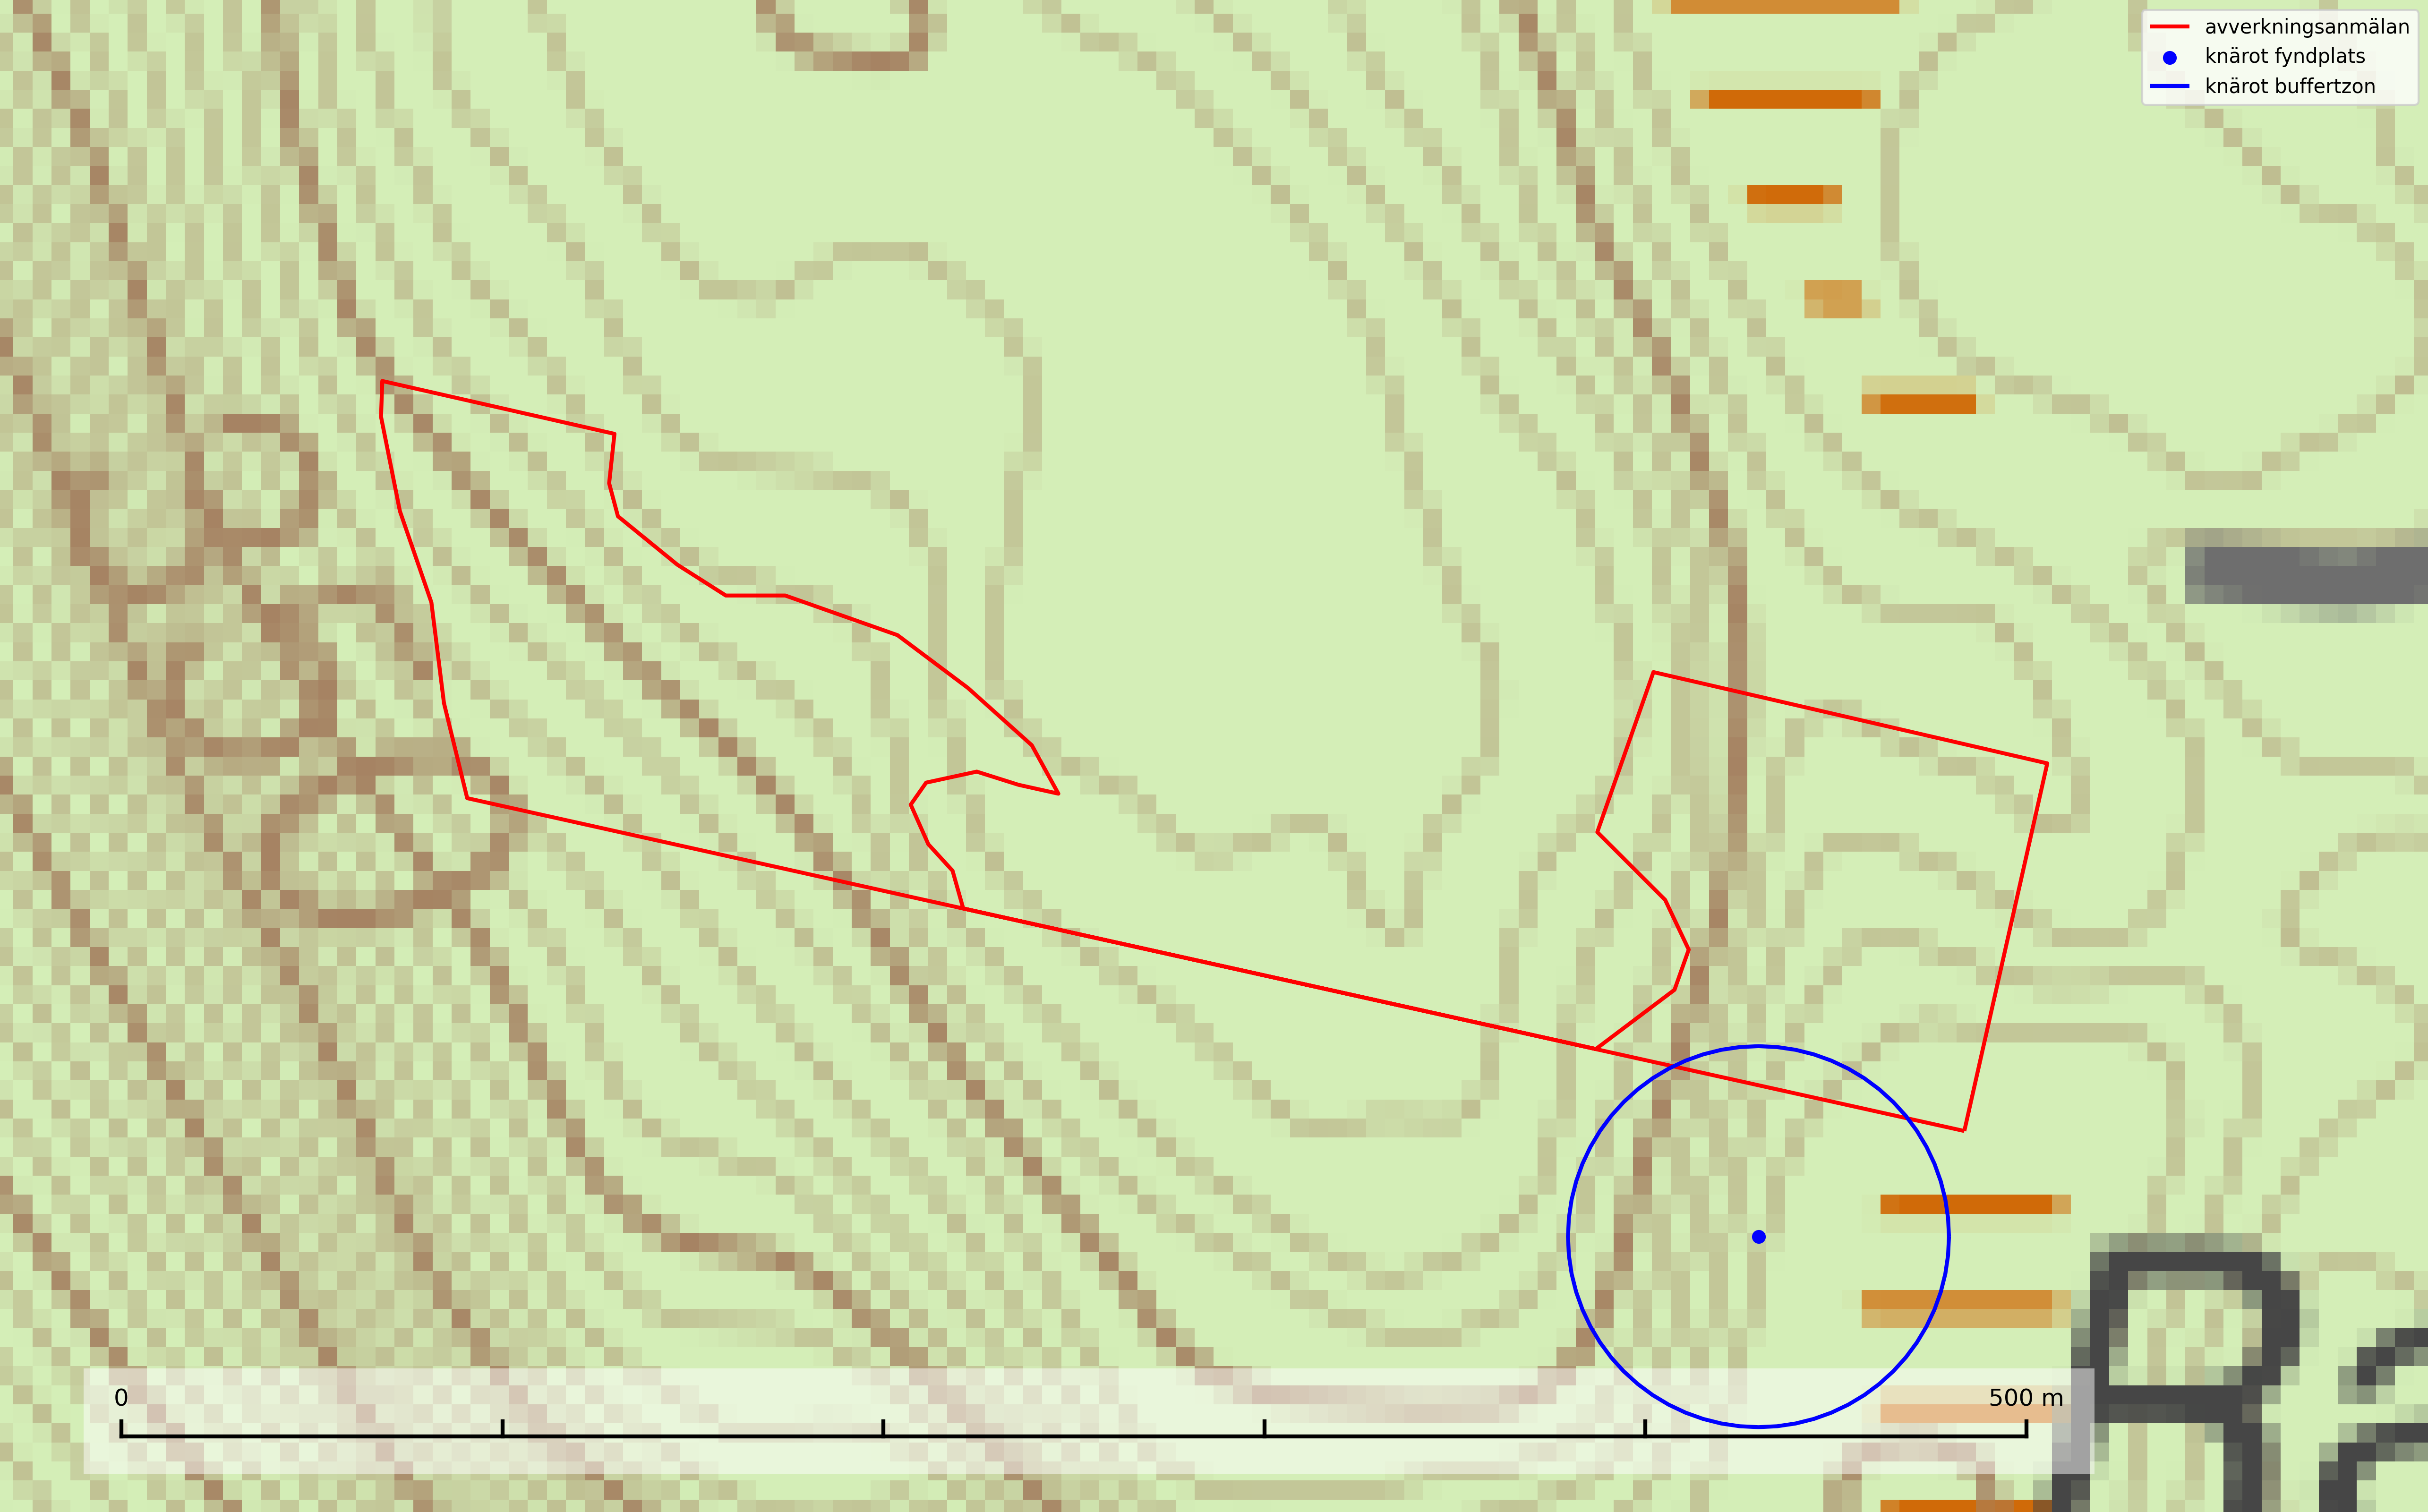 avverkningsanmälan
knärot fyndplats
knärot buffertzon
0 500 m